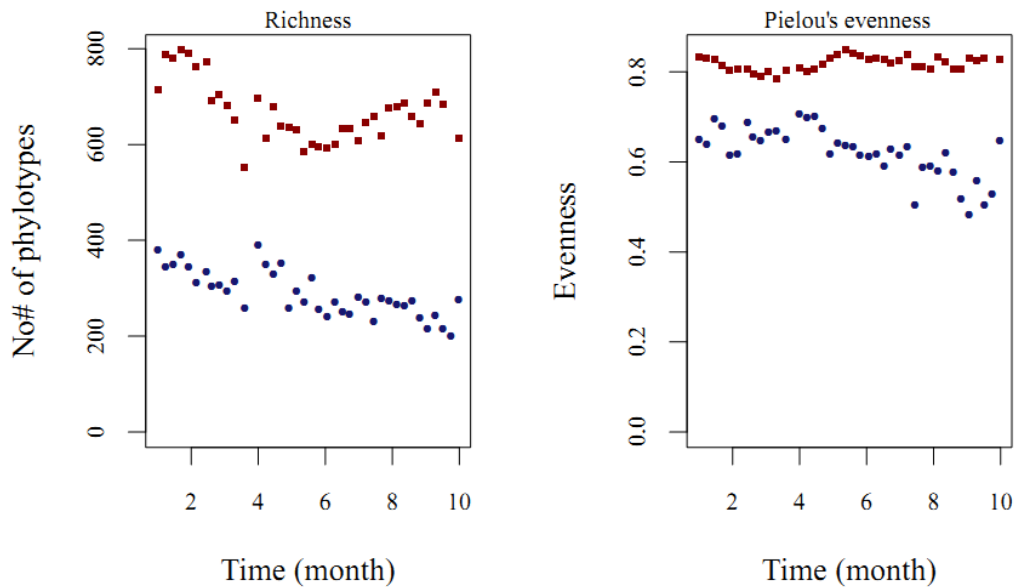 Richness
No# of phylotypes
800
600
400
200
0
2 4 6 8 10
Time (month)
Pielou's evenness
Evenness
0.8
0.6
0.4
0.2
0.0
2 4 6 8 10
Time (month)